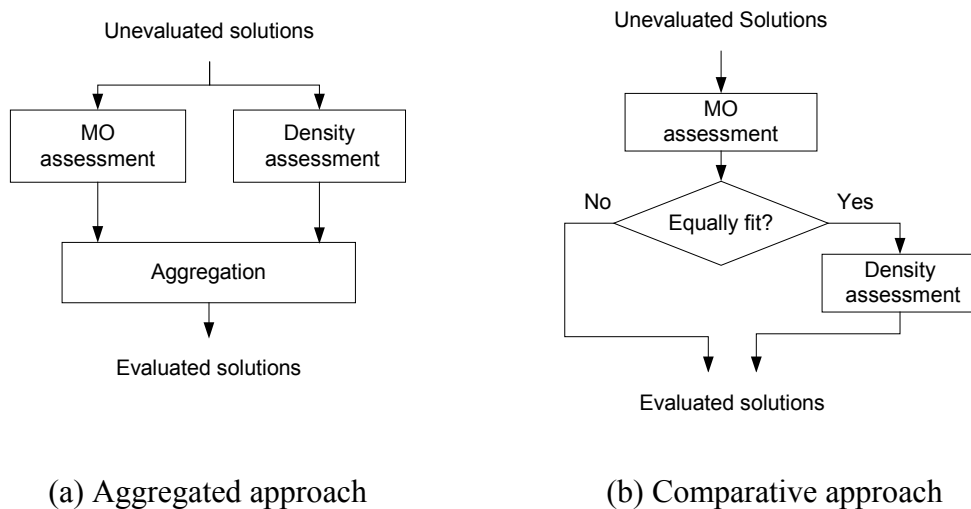 Unevaluated solutions
MO
assessment
Density
assessment
Aggregation
Evaluated solutions
(a) Aggregated approach
Unevaluated Solutions
MO
assessment
No
Equally fit?
Yes
Density
assessment
Evaluated solutions
(b) Comparative approach